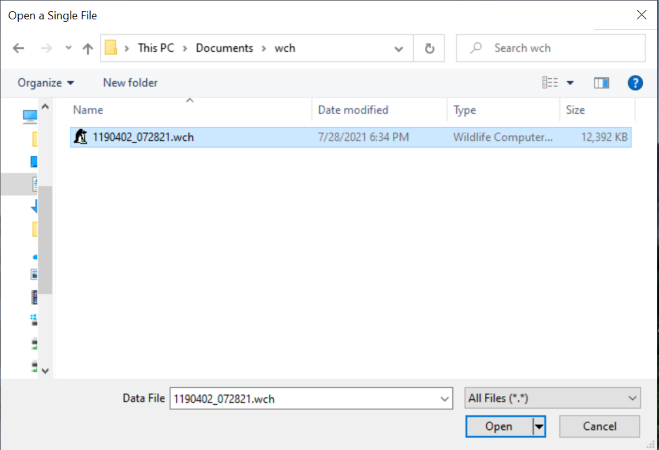 Open a Single File
This PC > Documents > wch
Search wch
Organize
New folder
?
Name Date modified Type Size
1190402_072821.wch 7/28/2021 6:34 PM Wildlife Computer... 12,392 KB
Data File 1190402_072821.wch All Files (*.*)
Open Cancel